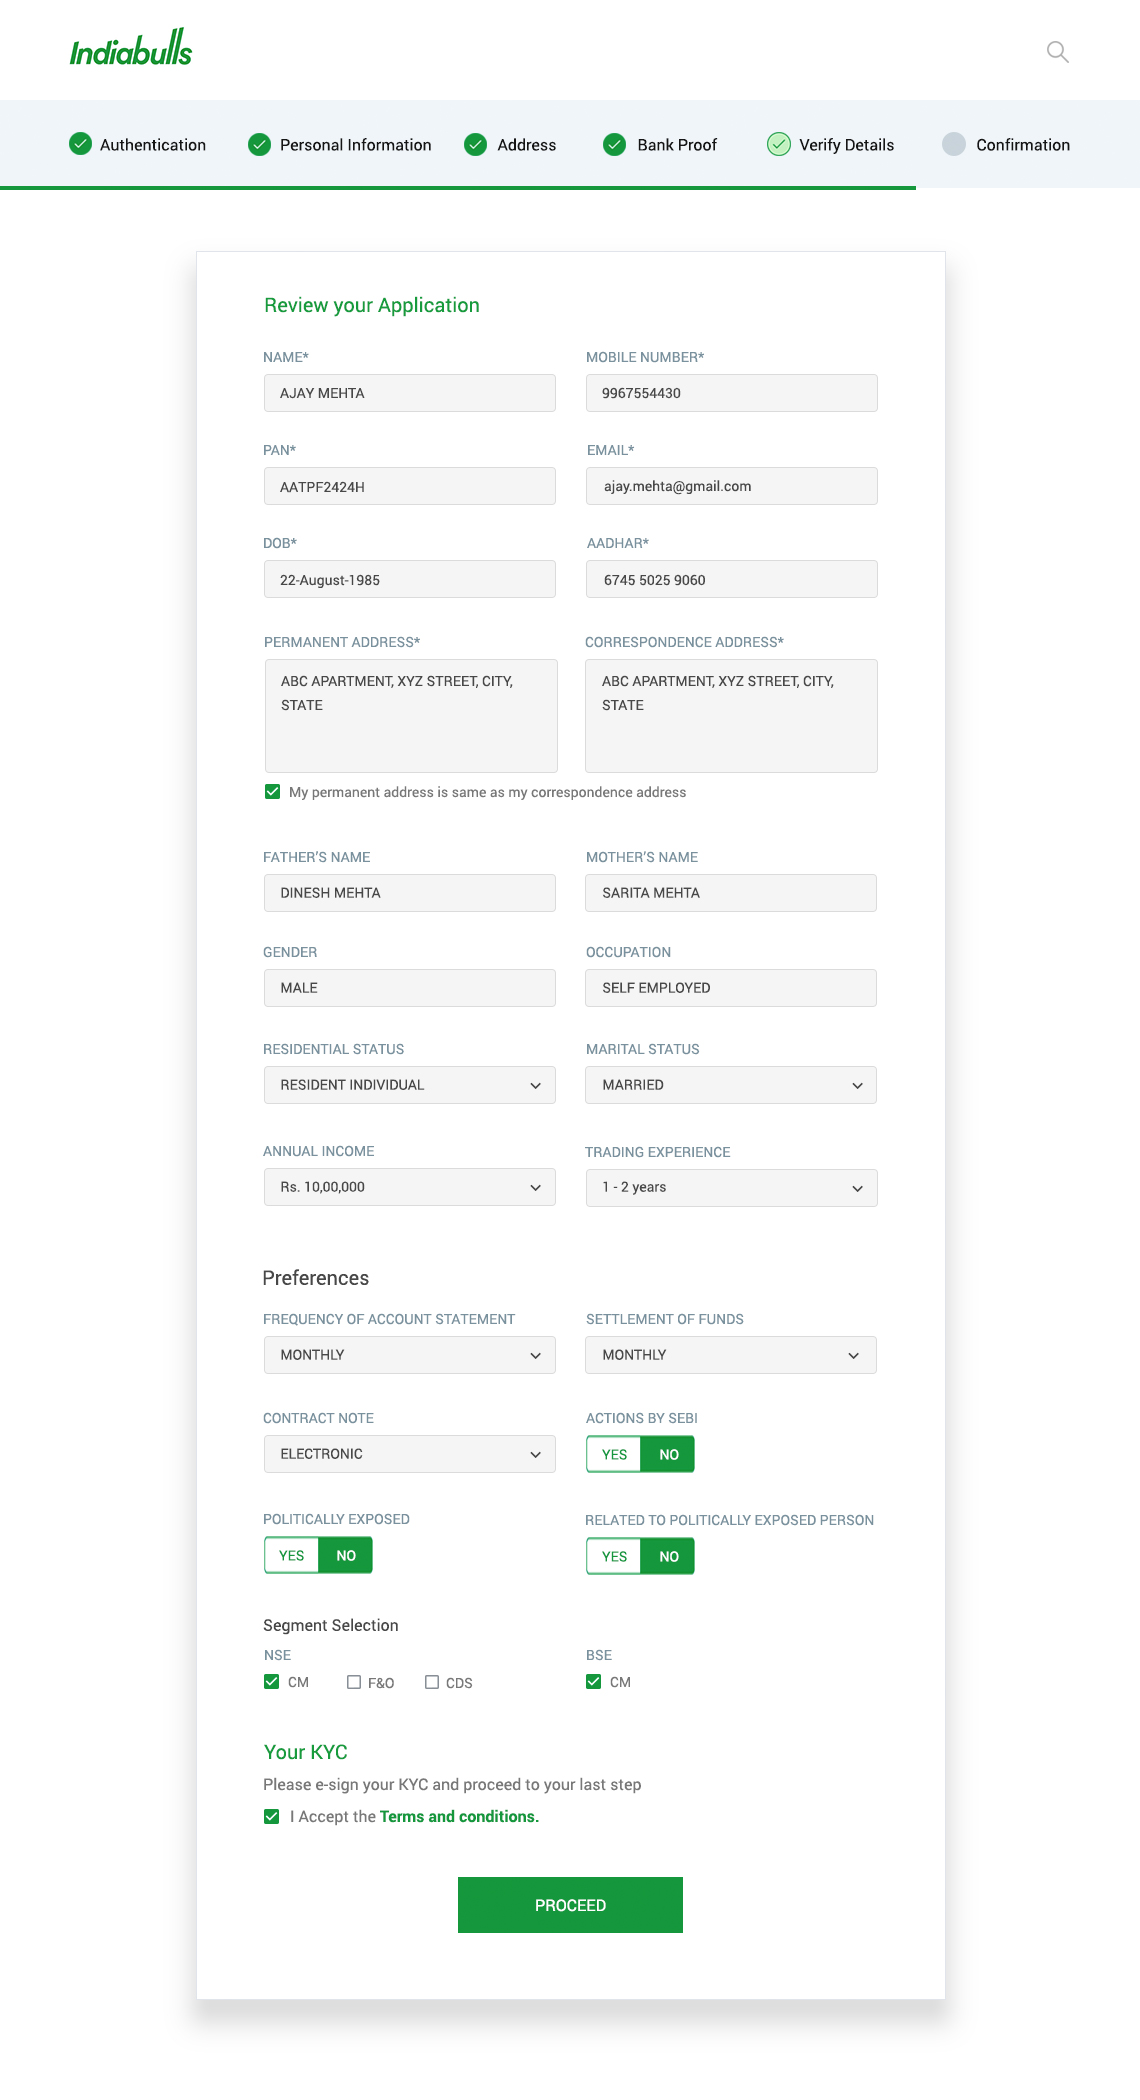 Indiabulls
Authentication
Personal Information
Address
Bank Proof
Verify Details
Confirmation
Review your Application
NAME*
AJAY MEHTA
MOBILE NUMBER*
9967554430
PAN*
AATPF2424H
EMAIL*
ajay.mehta@gmail.com
DOB*
22-August-1985
AADHAR*
6745 5025 9060
PERMANENT ADDRESS*
ABC APARTMENT, XYZ STREET, CITY,
STATE
CORRESPONDENCE ADDRESS*
ABC APARTMENT, XYZ STREET, CITY,
STATE
My permanent address is same as my correspondence address
FATHER'S NAME
DINESH MEHTA
MOTHER'S NAME
SARITA MEHTA
GENDER
MALE
OCCUPATION
SELF EMPLOYED
RESIDENTIAL STATUS
RESIDENT INDIVIDUAL
MARITAL STATUS
MARRIED
ANNUAL INCOME
Rs. 10,00,000
TRADING EXPERIENCE
1 - 2 years
Preferences
FREQUENCY OF ACCOUNT STATEMENT
MONTHLY
SETTLEMENT OF FUNDS
MONTHLY
CONTRACT NOTE
ELECTRONIC
ACTIONS BY SEBI
YES NO
POLITICALLY EXPOSED
YES NO
RELATED TO POLITICALLY EXPOSED PERSON
YES NO
Segment Selection
NSE
CM F&O CDS
BSE
CM
Your KYC
Please e-sign your KYC and proceed to your last step
I Accept the Terms and conditions.
PROCEED